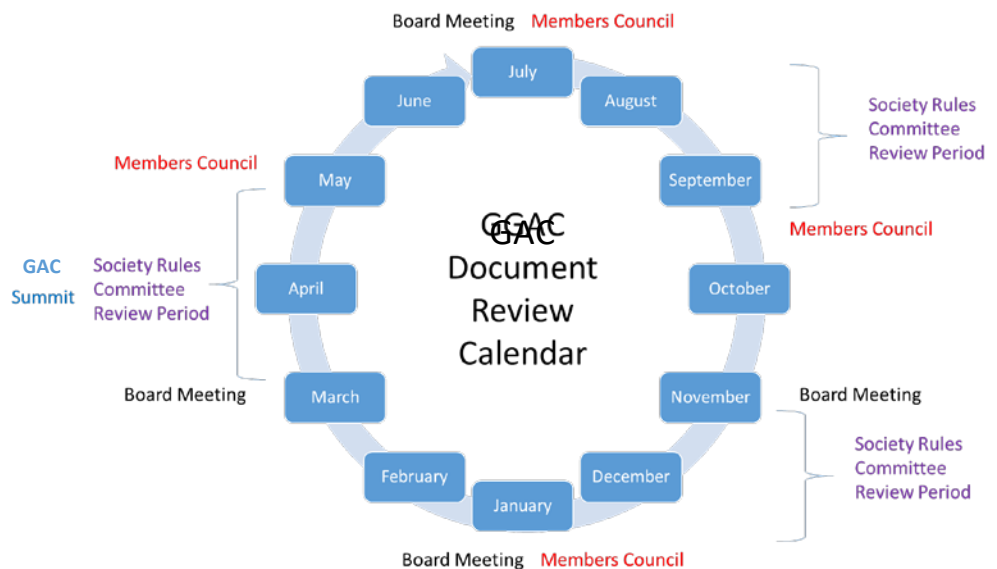 Board Meeting Members Council
July
June
August
Society Rules
Committee
Review Period
Members Council
May
September
GGAC
GAC
Members Council
GAC
Summit
Society Rules
Committee
Review Period
April
Document
Review
Calendar
October
Board Meeting
March
November
Board Meeting
Society Rules
Committee
Review Period
February
December
January
Board Meeting Members Council